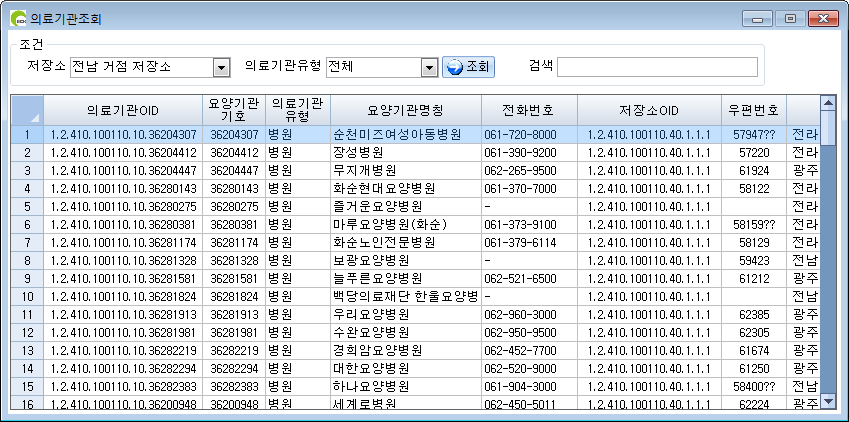 BCK 의료기관조회
조건
저장소 전남 거점 저장소 의료기관유형 전체 조회 검색
의료기관OID 요양기관기호 의료기관유형 요양기관명칭 전화번호 저장소OID 우편번호
1 1.2.410.100110.10.36204307 36204307 병원 순천미즈여성아동병원 061-720-8000 1.2.410.100110.40.1.1.1 57947?? 전라
2 1.2.410.100110.10.36204412 36204412 병원 장성병원 061-390-9200 1.2.410.100110.40.1.1.1 57220 전라
3 1.2.410.100110.10.36204447 36204447 병원 무지개병원 062-265-9500 1.2.410.100110.40.1.1.1 61924 광주
4 1.2.410.100110.10.36280143 36280143 병원 화순현대요양병원 061-370-7000 1.2.410.100110.40.1.1.1 58122 전라
5 1.2.410.100110.10.36280275 36280275 병원 즐거운요양병원 - 1.2.410.100110.40.1.1.1 전라
6 1.2.410.100110.10.36280381 36280381 병원 마루요양병원(화순) 061-373-9100 1.2.410.100110.40.1.1.1 58159?? 전라
7 1.2.410.100110.10.36281174 36281174 병원 화순노인전문병원 061-379-6114 1.2.410.100110.40.1.1.1 58129 전라
8 1.2.410.100110.10.36281328 36281328 병원 보광요양병원 - 1.2.410.100110.40.1.1.1 59423 전남
9 1.2.410.100110.10.36281581 36281581 병원 늘푸른요양병원 062-521-6500 1.2.410.100110.40.1.1.1 61212 광주
10 1.2.410.100110.10.36281824 36281824 병원 백당의료재단 한울요양병 - 1.2.410.100110.40.1.1.1 전남
11 1.2.410.100110.10.36281913 36281913 병원 우리요양병원 062-960-3000 1.2.410.100110.40.1.1.1 62385 광주
12 1.2.410.100110.10.36281981 36281981 병원 수완요양병원 062-950-9500 1.2.410.100110.40.1.1.1 62305 광주
13 1.2.410.100110.10.36282219 36282219 병원 경희암요양병원 062-452-7700 1.2.410.100110.40.1.1.1 61674 광주
14 1.2.410.100110.10.36282294 36282294 병원 대한요양병원 062-520-9000 1.2.410.100110.40.1.1.1 61250 광주
15 1.2.410.100110.10.36282383 36282383 병원 하나요양병원 061-904-3000 1.2.410.100110.40.1.1.1 58400?? 전남
16 1.2.410.100110.10.36200948 36200948 병원 세계로병원 062-450-5011 1.2.410.100110.40.1.1.1 62224 광주